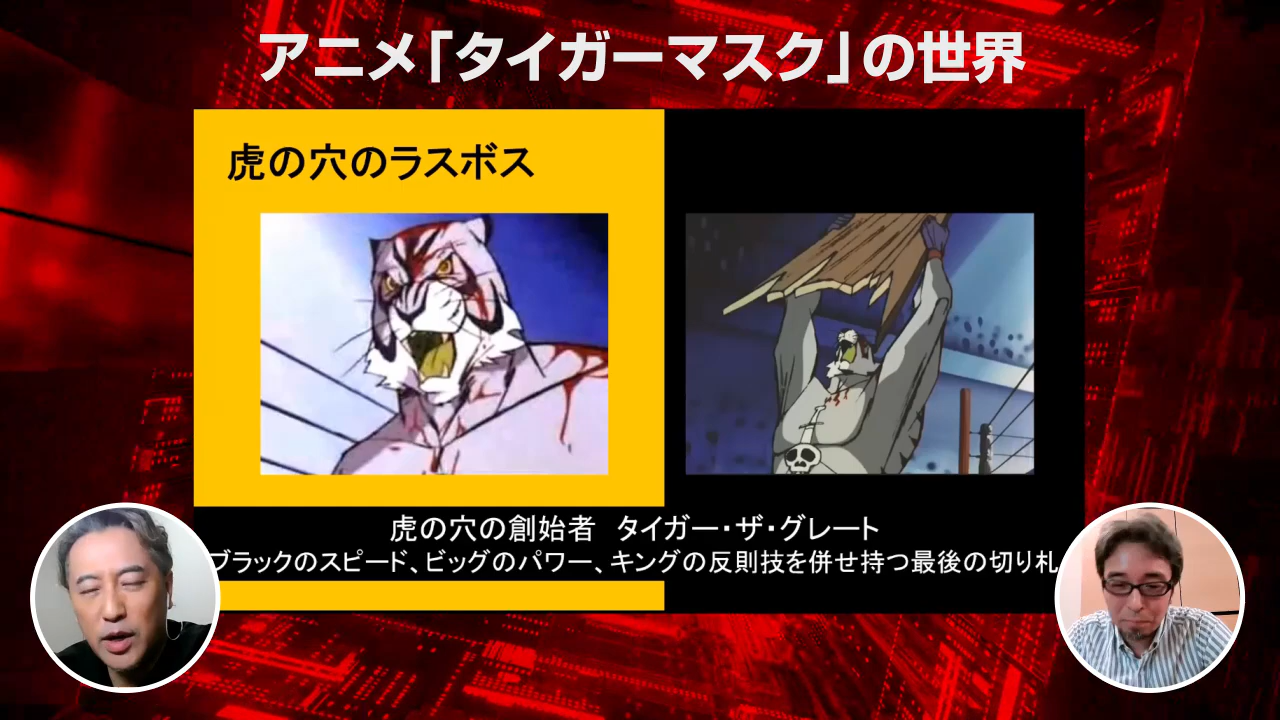 アニメ「タイガーマスク」の世界
虎の穴のラスボス
虎の穴の創始者　タイガー・ザ・グレート
ブラックのスピード、ビッグのパワー、キングの反則技を併せ持つ最後の切り札